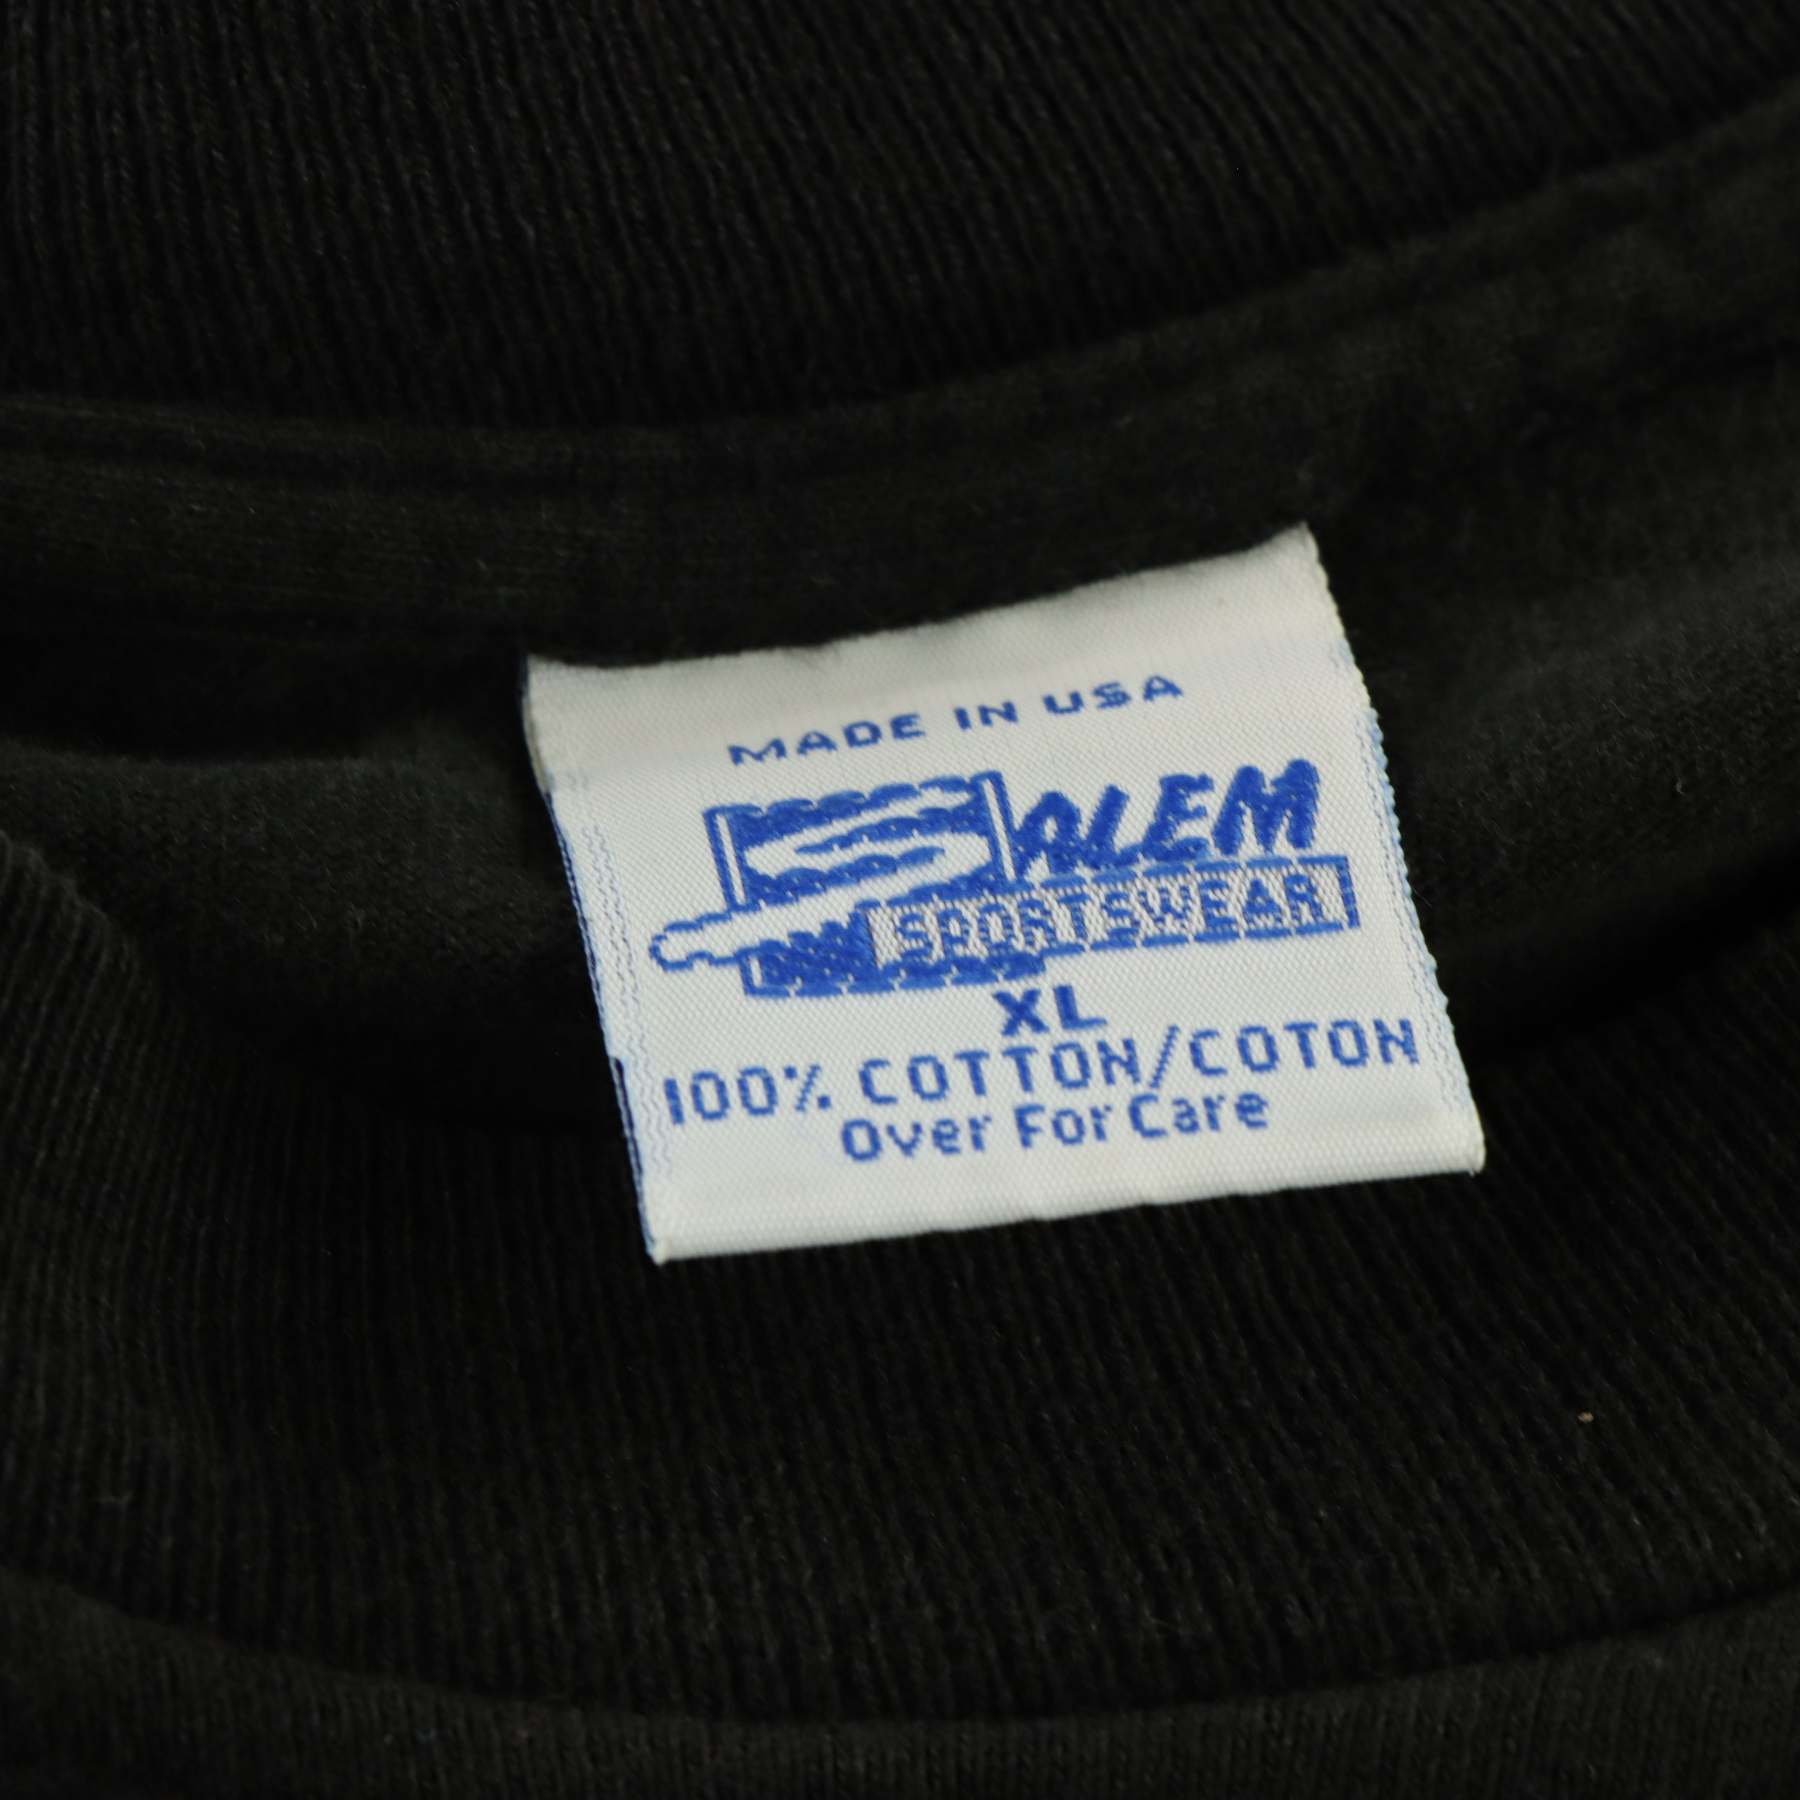 MADE IN USA
SALEM
SPORTSWEAR
XL
100% COTTON/COTON
Over For Care